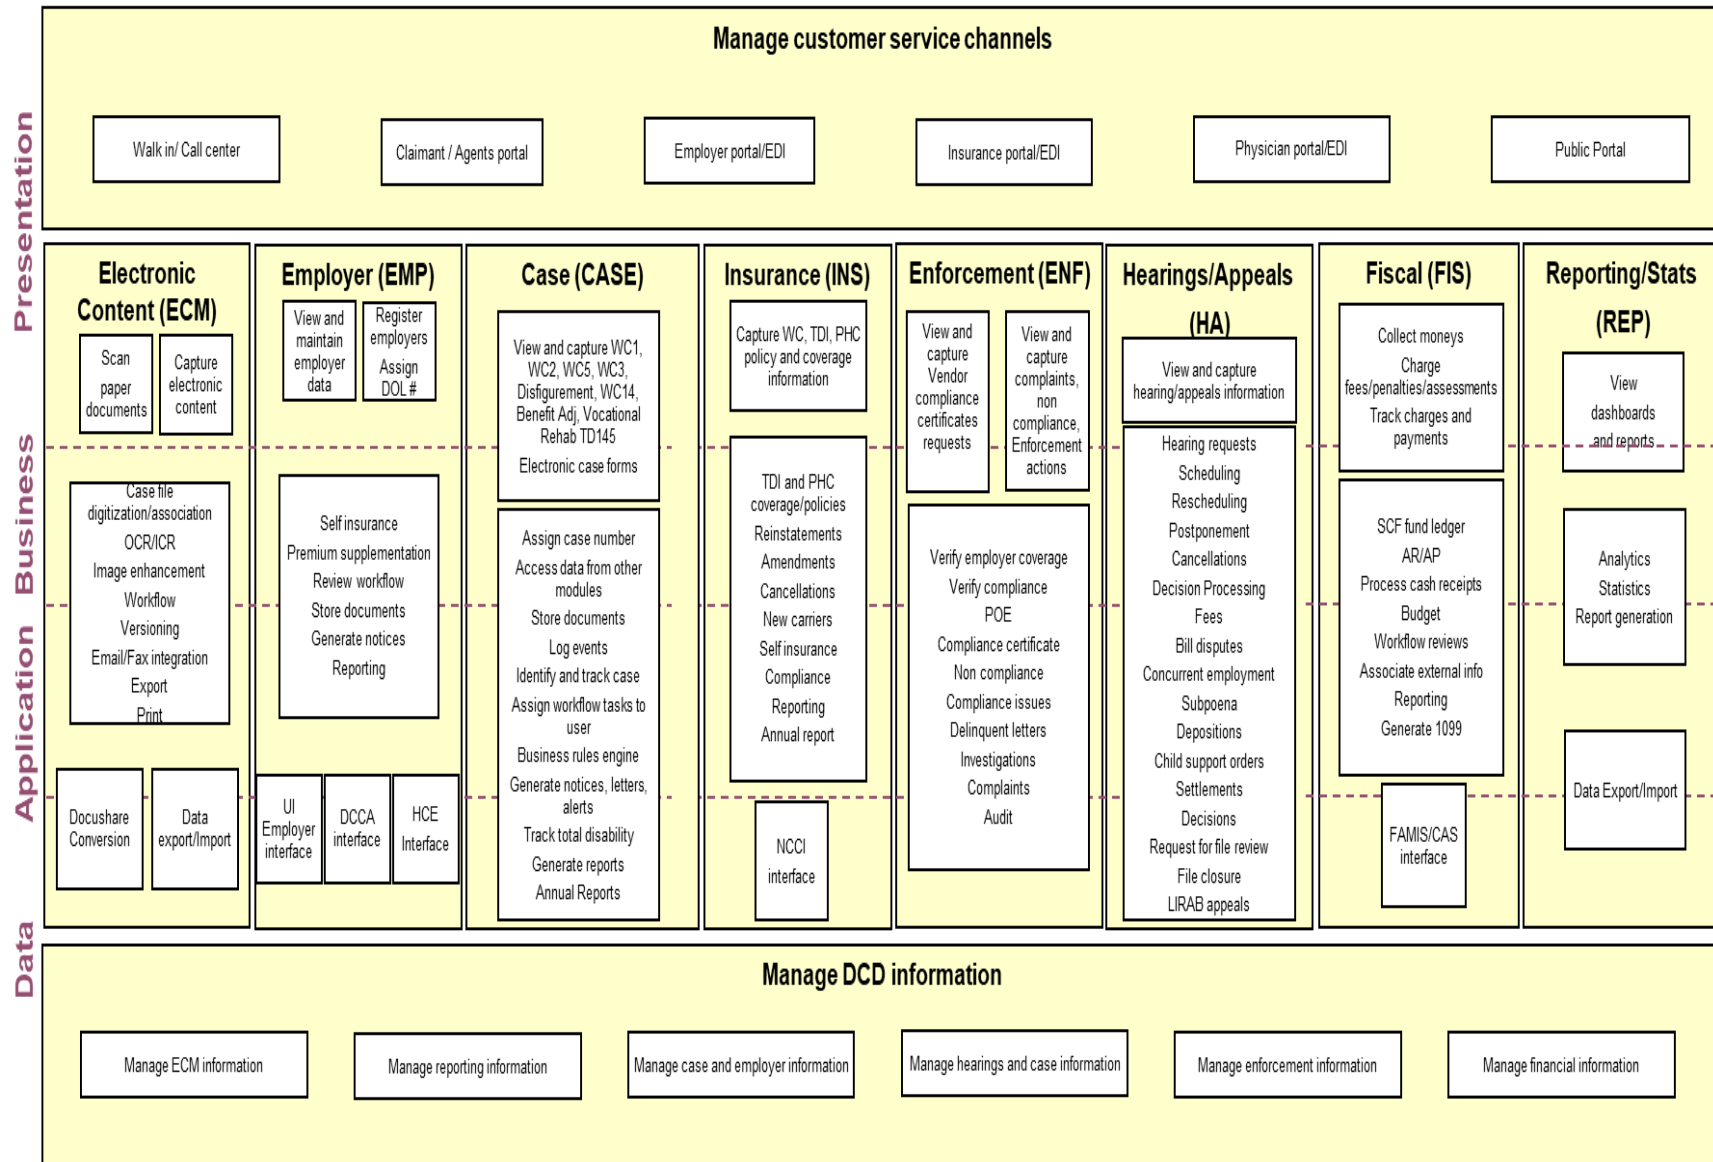 Manage customer service channels
Walk in/ Call center
Claimant / Agents portal
Employer portal/EDI
Insurance portal/EDI
Physician portal/EDI
Public Portal
Presentation
Business
Application
Data
Electronic
Content (ECM)
Scan
paper
documents
Capture
electronic
content
Case file
digitization/association
OCR/ICR
Image enhancement
Workflow
Versioning
Email/Fax integration
Export
Print
Docushare
Conversion
Data
export/Import
Employer (EMP)
View and
maintain
employer
data
Register
employers
Assign
DOL #
Self insurance
Premium supplementation
Review workflow
Store documents
Generate notices
Reporting
UI
Employer
interface
DCCA
interface
HCE
Interface
Case (CASE)
View and capture WC1,
WC2, WC5, WC3,
Disfigurement, WC14,
Benefit Adj, Vocational
Rehab TD145
Electronic case forms
Assign case number
Access data from other
modules
Store documents
Log events
Identify and track case
Assign workflow tasks to
user
Business rules engine
Generate notices, letters,
alerts
Track total disability
Generate reports
Annual Reports
Insurance (INS)
Capture WC, TDI, PHC
policy and coverage
information
TDI and PHC
coverage/policies
Reinstatements
Amendments
Cancellations
New carriers
Self insurance
Compliance
Reporting
Annual report
NCCI
interface
Enforcement (ENF)
View and
capture
Vendor
compliance
certificates
requests
View and
capture
complaints,
non
compliance,
Enforcement
actions
Verify employer coverage
Verify compliance
POE
Compliance certificate
Non compliance
Compliance issues
Delinquent letters
Investigations
Complaints
Audit
Hearings/Appeals
(HA)
View and capture
hearing/appeals information
Hearing requests
Scheduling
Rescheduling
Postponement
Cancellations
Decision Processing
Fees
Bill disputes
Concurrent employment
Subpoena
Depositions
Child support orders
Settlements
Decisions
Request for file review
File closure
LIRAB appeals
Fiscal (FIS)
Collect moneys
Charge
fees/penalties/assessments
Track charges and
payments
SCF fund ledger
AR/AP
Process cash receipts
Budget
Workflow reviews
Associate external info
Reporting
Generate 1099
FAMIS/CAS
interface
Reporting/Stats
(REP)
View
dashboards
and reports
Analytics
Statistics
Report generation
Data Export/Import
Manage DCD information
Manage ECM information
Manage reporting information
Manage case and employer information
Manage hearings and case information
Manage enforcement information
Manage financial information